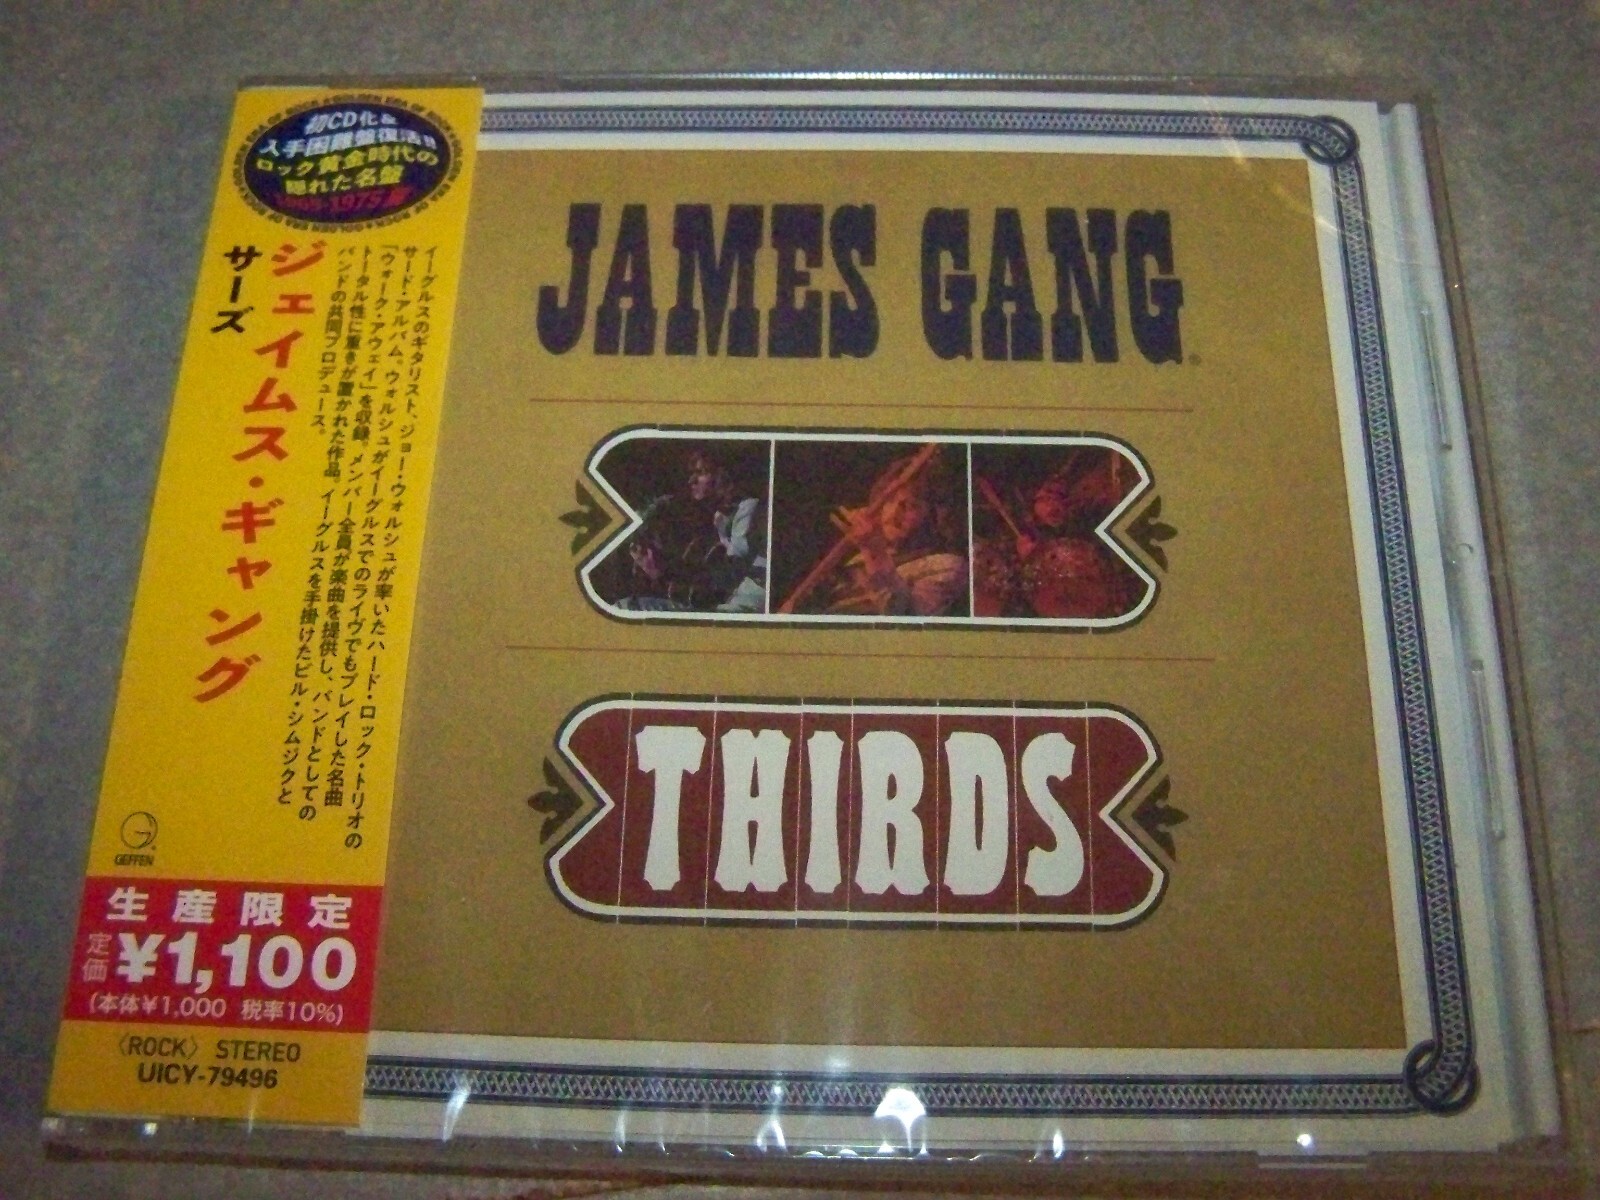 初CD化&
入手困難盤復活!!
ロック黄金時代の
隠れた名盤
ジェイムス・ギャング
サーズ
イーグルスのギタリスト、ジョー・ウォルシュが率いたハード・ロック・トリオの
サード・アルバム。ウォルシュがイーグルスでのライヴでもプレイした名曲
「ウォーク・アウェイ」を収録。メンバー全員が楽曲を提供し、バンドとしての
トータル性に重きが置かれた作品。イーグルスを手掛けたビル・シムジクと
バンドの共同プロデュース。
GEFFEN
生産限定
定価 ¥1,100
(本体¥1,000 税率10%)
〈ROCK〉 STEREO
UICY-79496
JAMES GANG
THIRDS